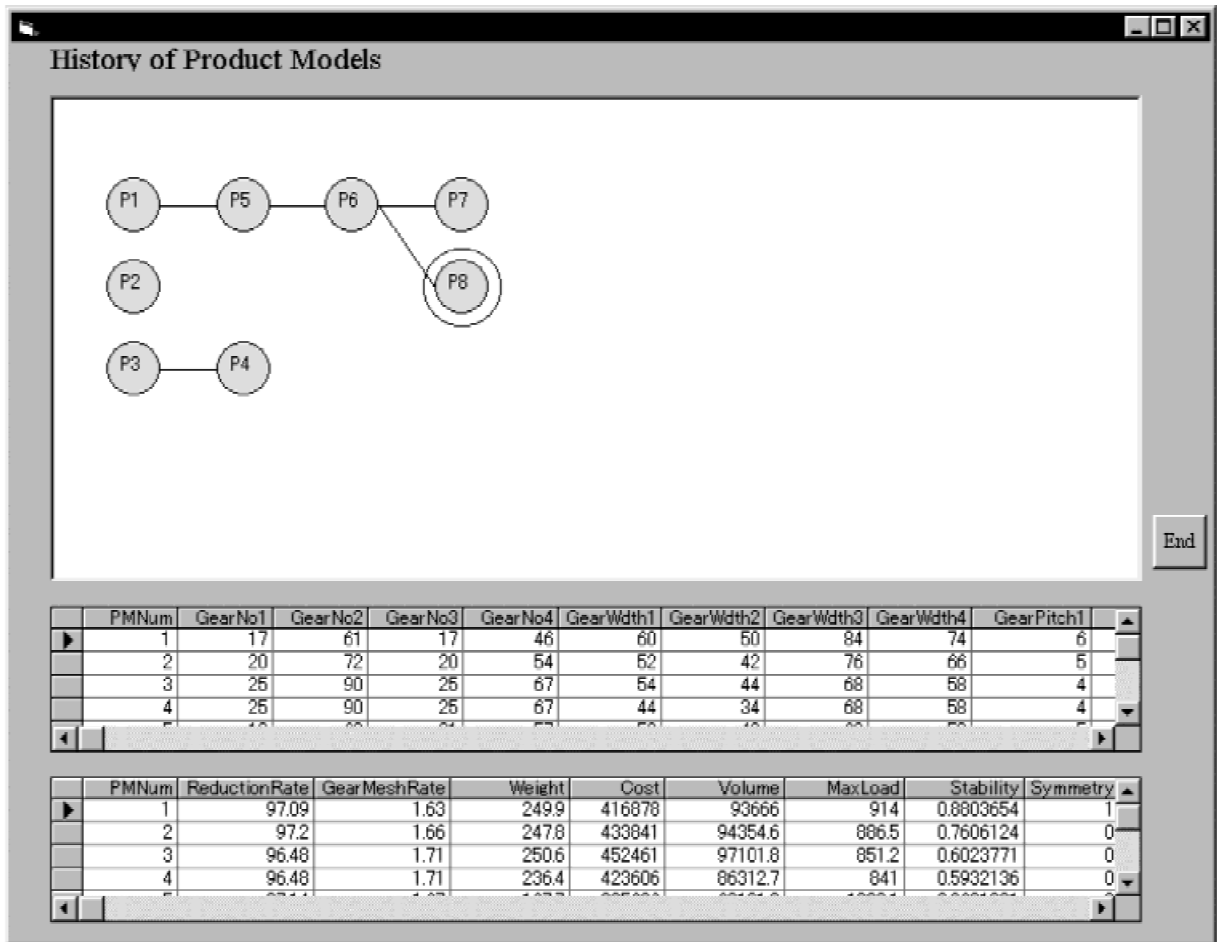 History of Product Models
P1 P5 P6 P7
P2 P8
P3 P4
End
PMNum GearNo1 GearNo2 GearNo3 GearNo4 GearWdth1 GearWdth2 GearWdth3 GearWdth4 GearPitch1
1 17 61 17 46 60 50 84 74 6
2 20 72 20 54 52 42 76 66 5
3 25 90 25 67 54 44 68 58 4
4 25 90 25 67 44 34 68 58 4
PMNum ReductionRate GearMeshRate Weight Cost Volume MaxLoad Stability Symmetry
1 97.09 1.63 249.9 416878 93666 914 0.8803654 1
2 97.2 1.66 247.8 433841 94354.6 886.5 0.7606124 0
3 96.48 1.71 250.6 452461 97101.8 851.2 0.6023771 0
4 96.48 1.71 236.4 423606 86312.7 841 0.5932136 0